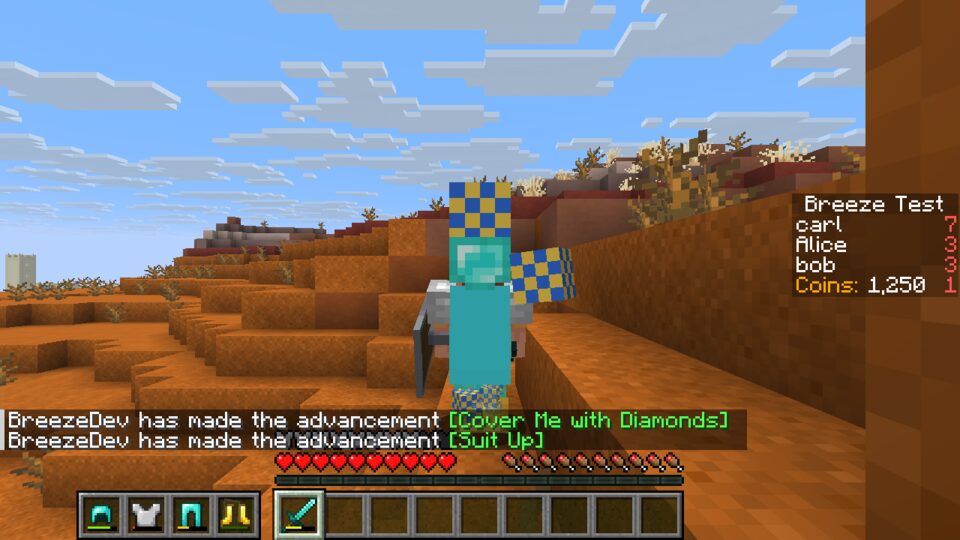 Breeze Test
carl 7
Alice 3
bob 3
Coins: 1,250 1
BreezeDev has made the advancement [Cover Me with Diamonds]
BreezeDev has made the advancement [Suit Up]